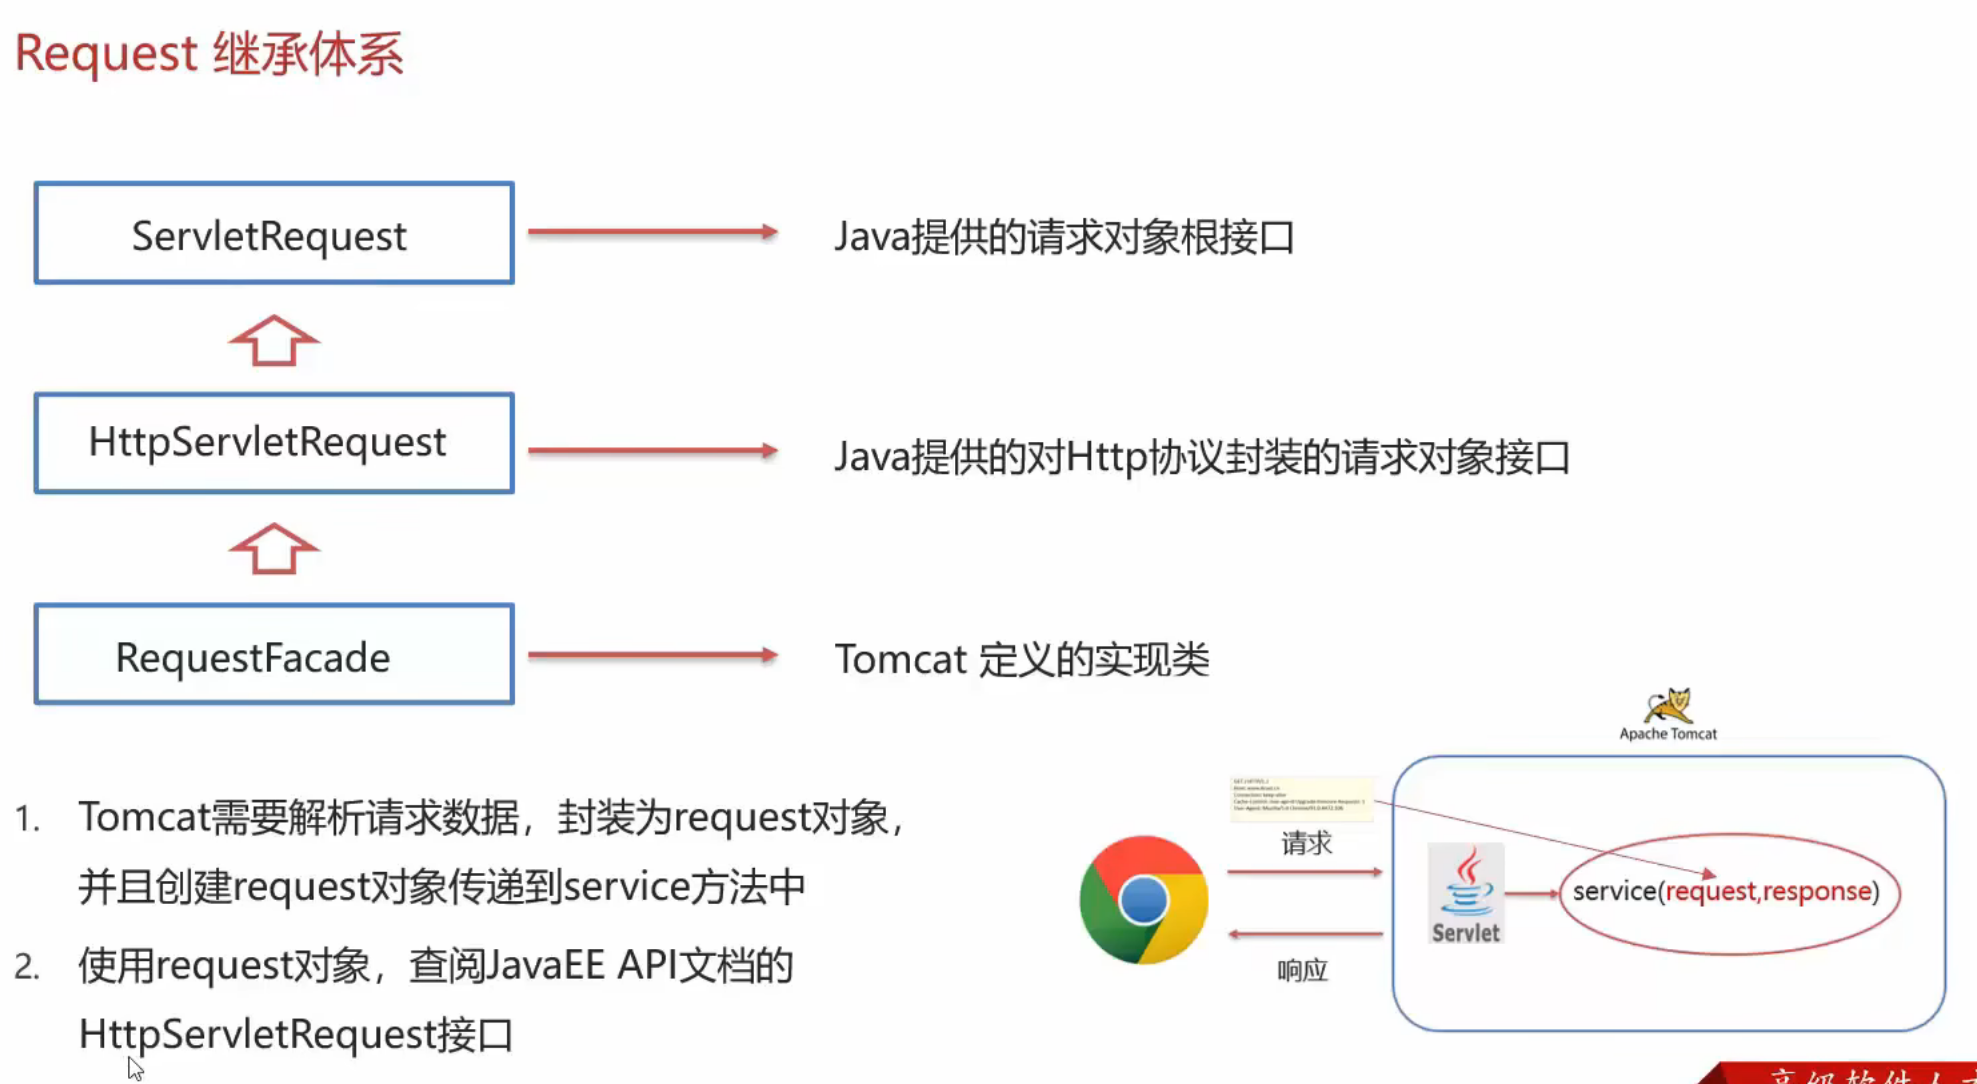 Request 继承体系
ServletRequest
Java提供的请求对象根接口
HttpServletRequest
Java提供的对Http协议封装的请求对象接口
RequestFacade
Tomcat 定义的实现类
1. Tomcat需要解析请求数据，封装为request对象，
并且创建request对象传递到service方法中
2. 使用request对象，查阅JavaEE API文档的
HttpServletRequest接口
Apache Tomcat
请求
Servlet
service(request,response)
响应
高级软件人